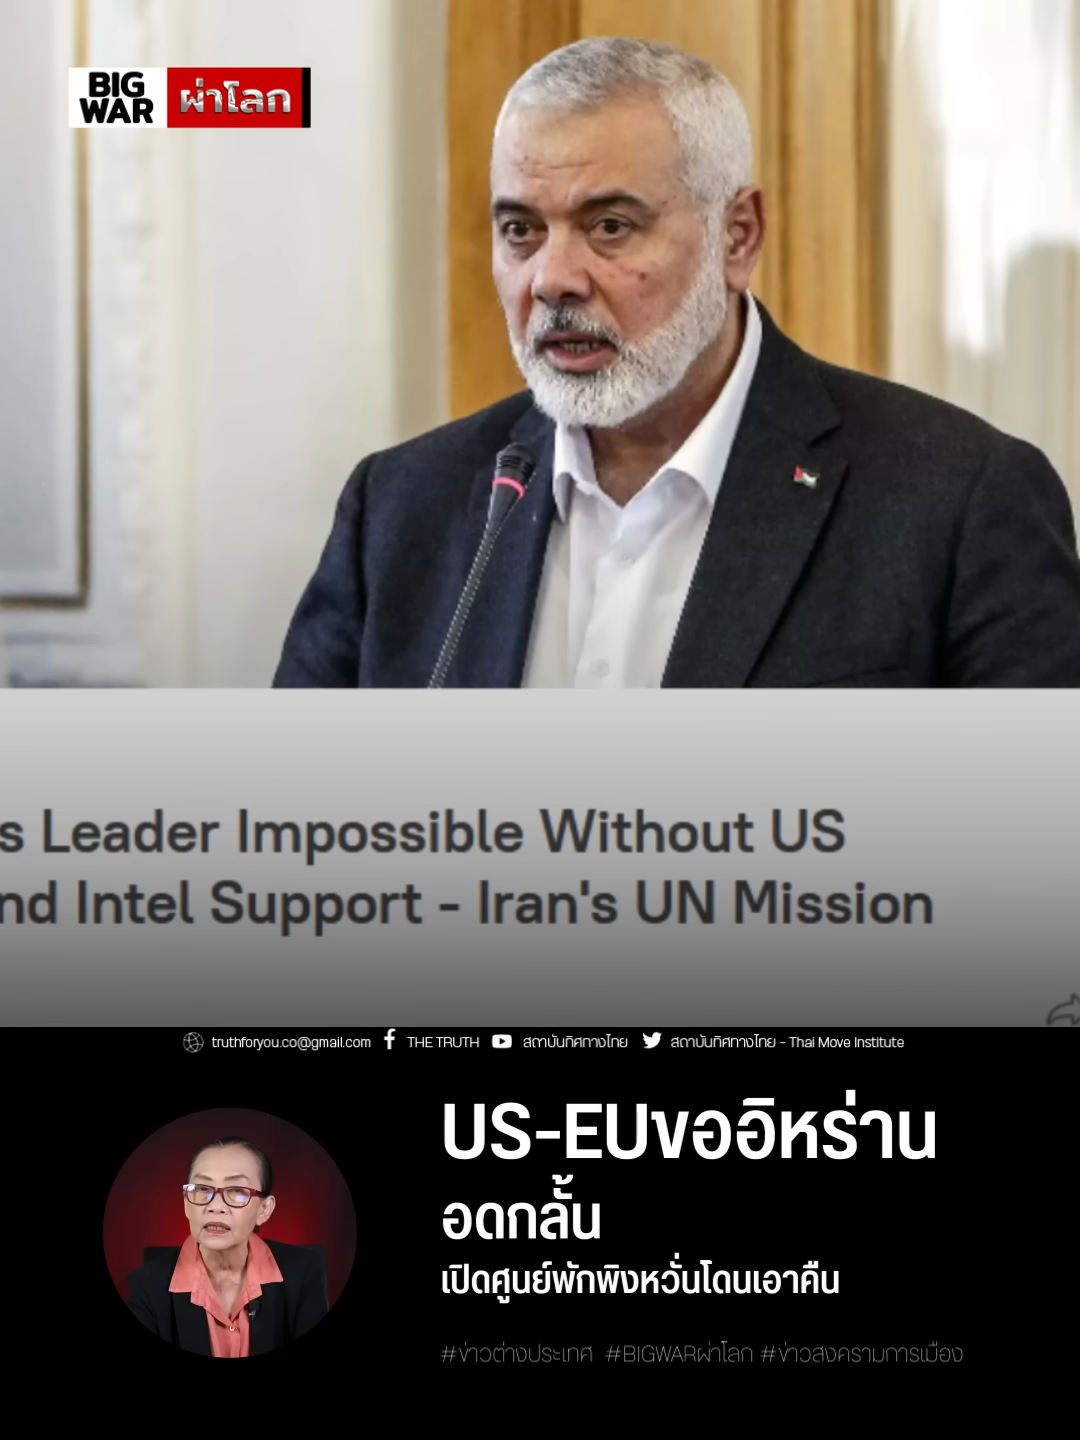 BIG
WAR
ผ่าโลก
s Leader Impossible Without US
nd Intel Support - Iran's UN Mission
truthforyou.co@gmail.com THE TRUTH สถาบันทิศทางไทย สถาบันทิศทางไทย - Thai Move Institute
US-EUขออิหร่าน
อดกลั้น
เปิดศูนย์พักพิงหวั่นโดนเอาคืน
#ข่าวต่างประเทศ #BIGWARผ่าโลก #ข่าวสงครามการเมือง